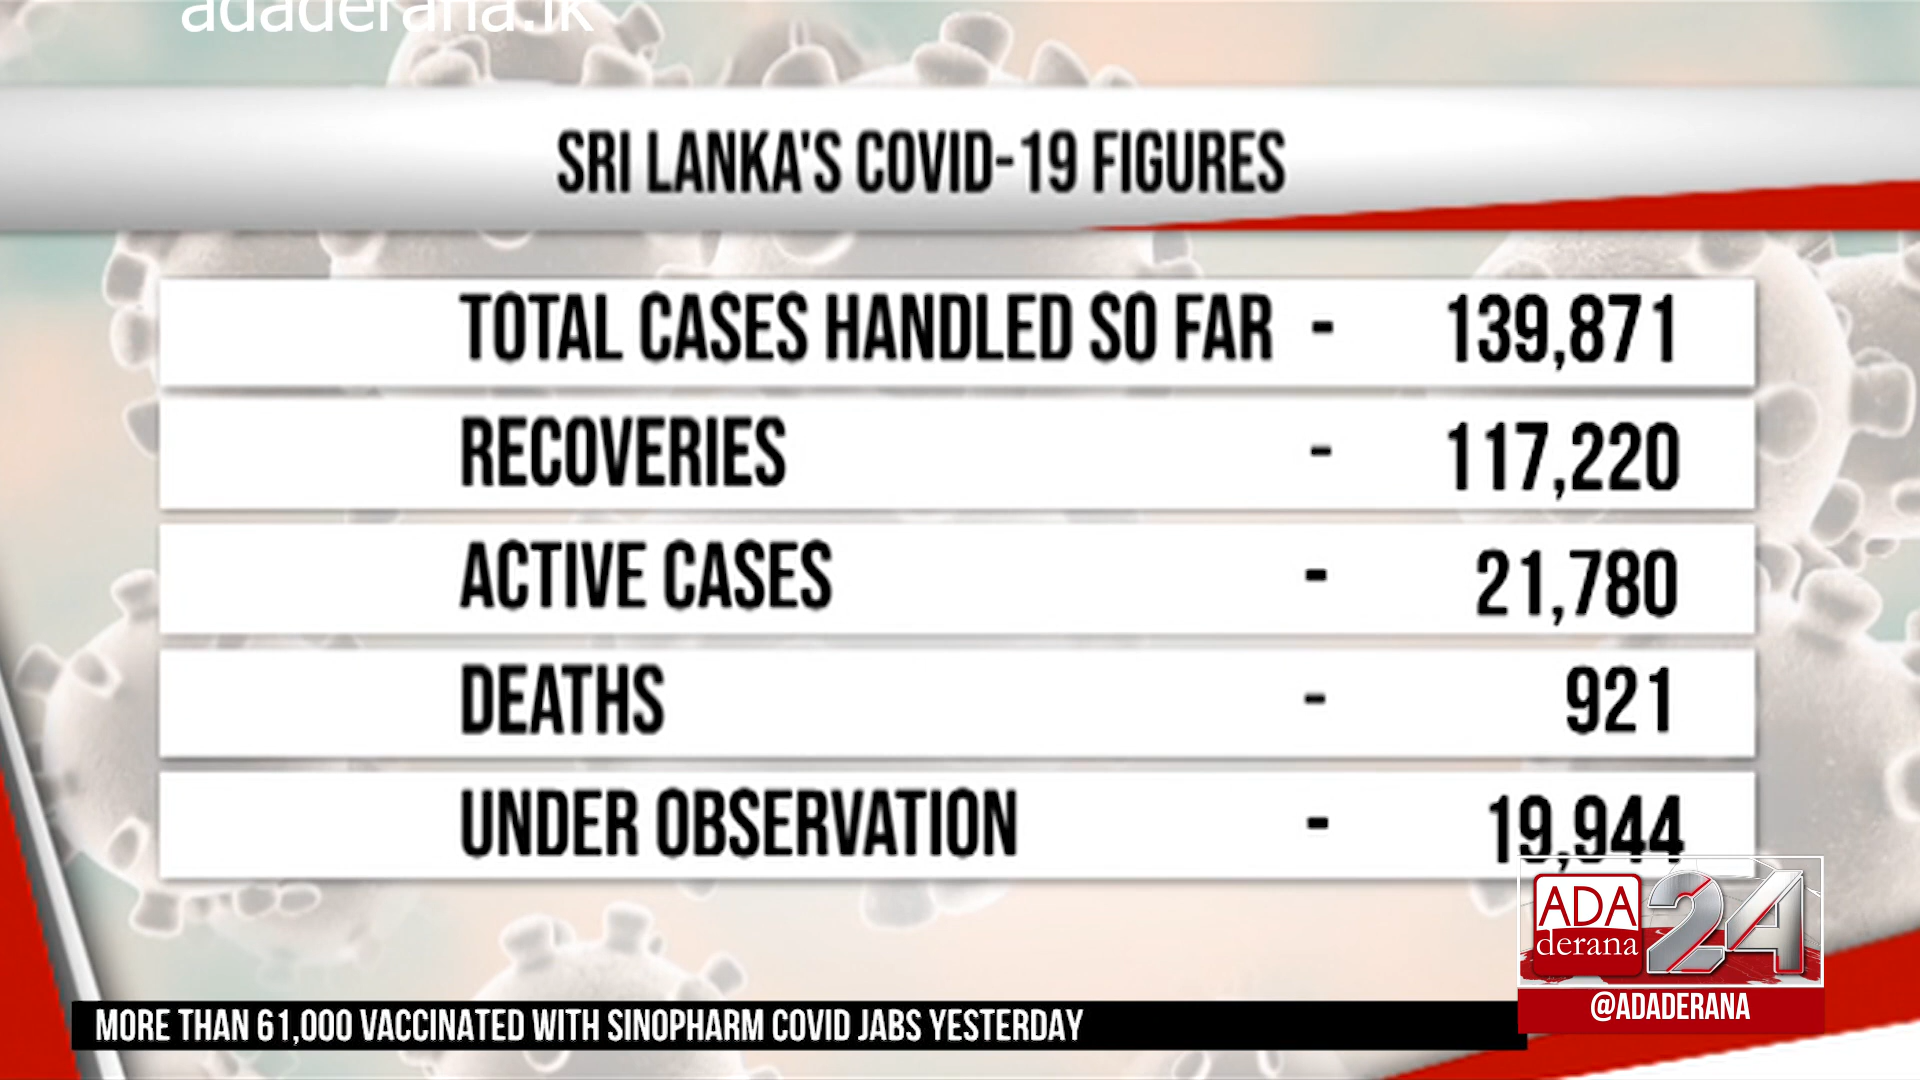 adaderana.lk
SRI LANKA'S COVID-19 FIGURES
TOTAL CASES HANDLED SO FAR - 139,871
RECOVERIES - 117,220
ACTIVE CASES - 21,780
DEATHS - 921
UNDER OBSERVATION - 19,944
ADA
derana
24
@ADADERANA
MORE THAN 61,000 VACCINATED WITH SINOPHARM COVID JABS YESTERDAY